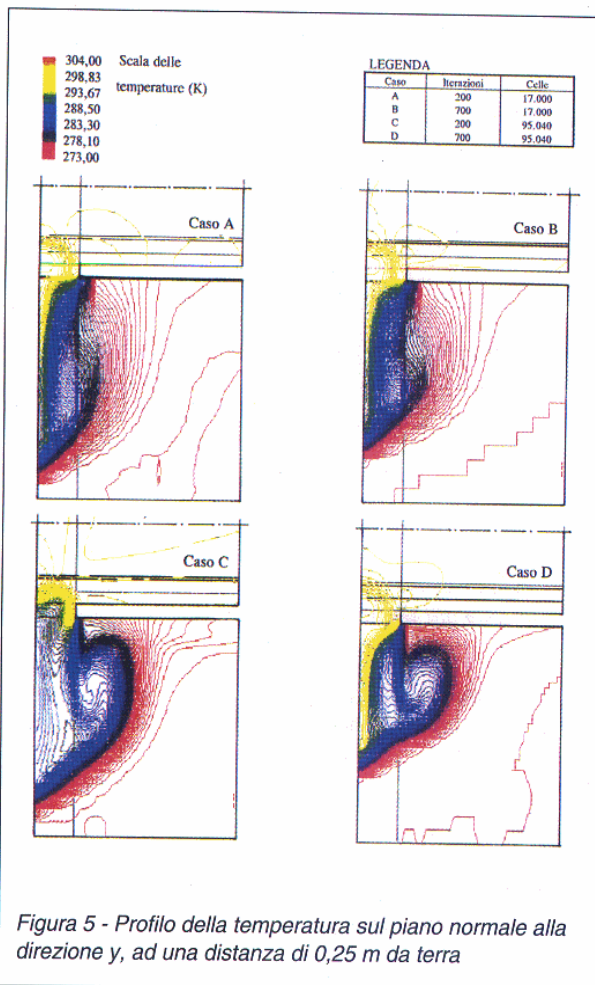 304,00 Scala delle
298,83
293,67 temperature (K)
288,50
283,30
278,10
273,00
LEGENDA
Caso Iterazioni Celle
A 200 17.000
B 700 17.000
C 200 95.040
D 700 95.040
Caso A
Caso B
Caso C
Caso D
Figura 5 - Profilo della temperatura sul piano normale alla
direzione y, ad una distanza di 0,25 m da terra